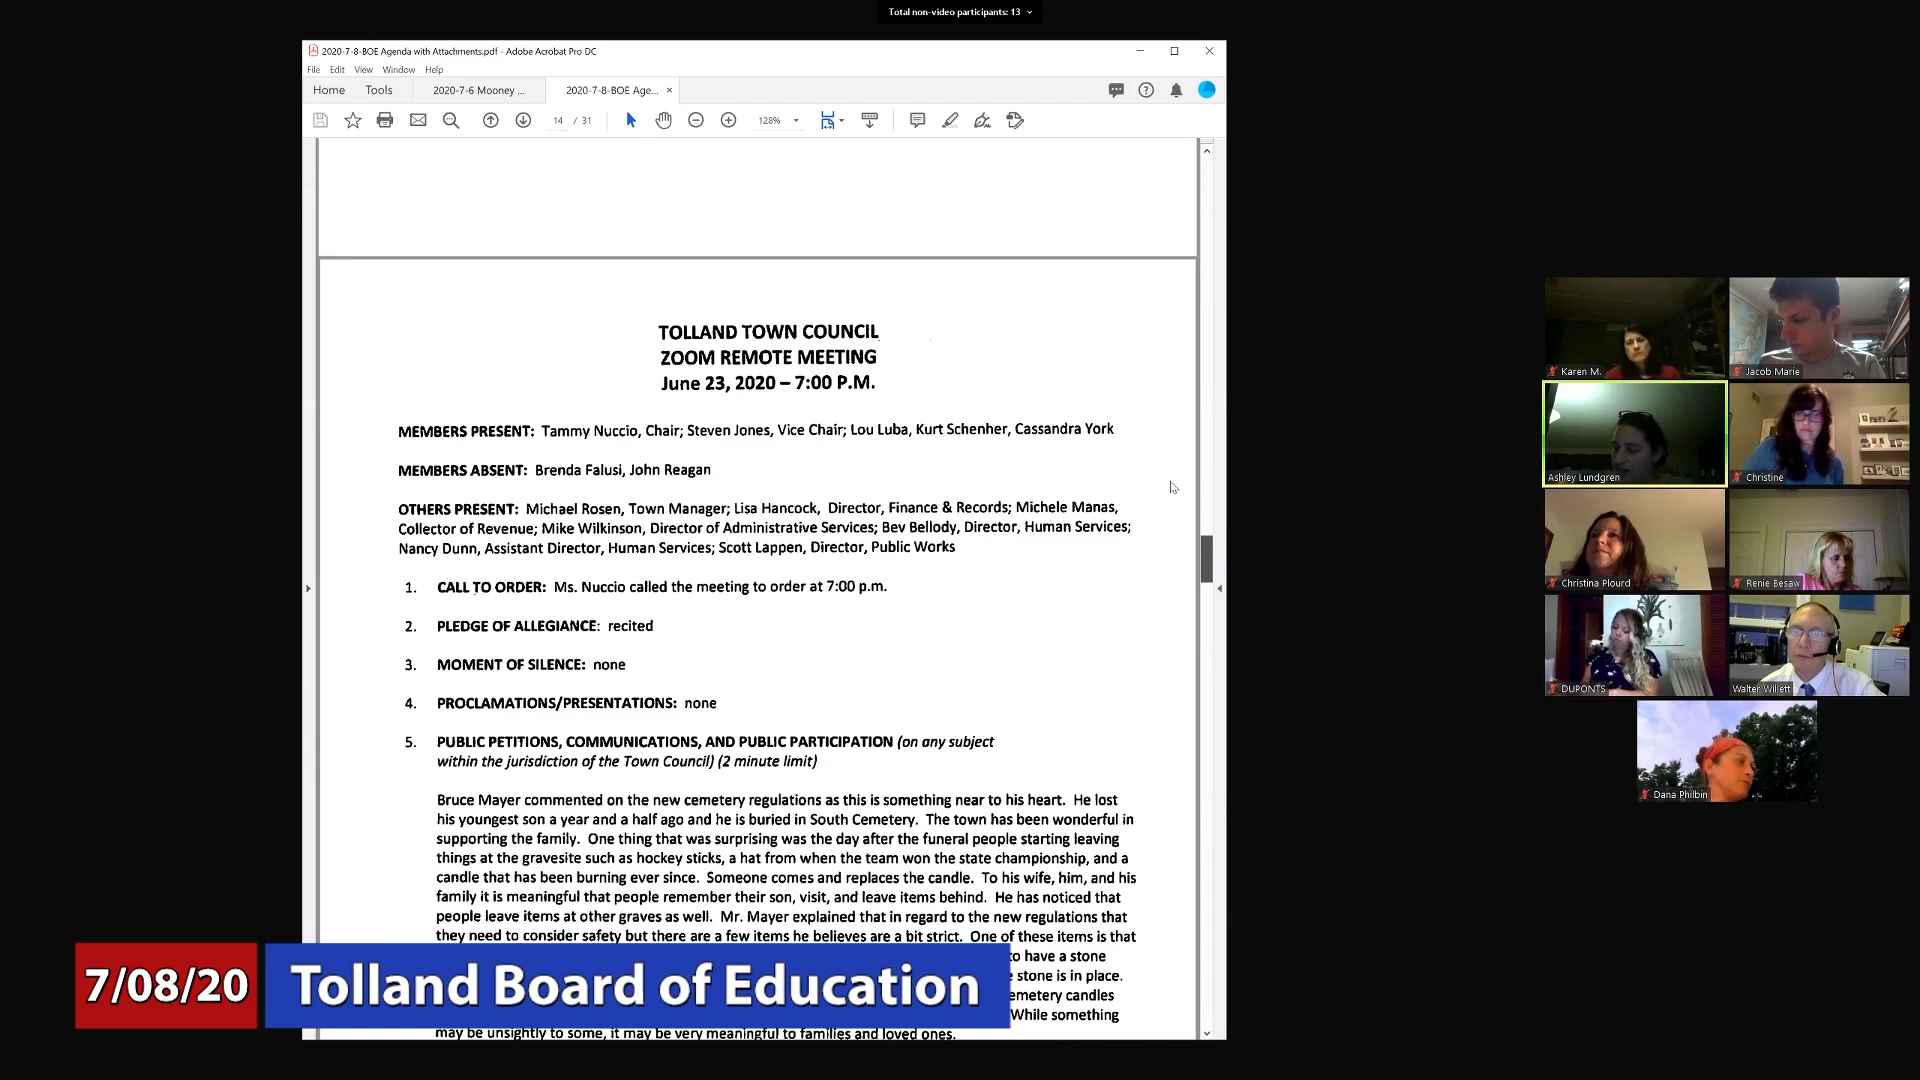 Total non-video participants: 13
2020-7-8-BOE Agenda with Attachments.pdf - Adobe Acrobat Pro DC
File Edit View Window Help
Home Tools 2020-7-6 Mooney ... 2020-7-8-BOE Age... ×
14 / 31 128%
TOLLAND TOWN COUNCIL
ZOOM REMOTE MEETING
June 23, 2020 – 7:00 P.M.
MEMBERS PRESENT: Tammy Nuccio, Chair; Steven Jones, Vice Chair; Lou Luba, Kurt Schenher, Cassandra York
MEMBERS ABSENT: Brenda Falusi, John Reagan
OTHERS PRESENT: Michael Rosen, Town Manager; Lisa Hancock, Director, Finance & Records; Michele Manas,
Collector of Revenue; Mike Wilkinson, Director of Administrative Services; Bev Bellody, Director, Human Services;
Nancy Dunn, Assistant Director, Human Services; Scott Lappen, Director, Public Works
1. CALL TO ORDER: Ms. Nuccio called the meeting to order at 7:00 p.m.
2. PLEDGE OF ALLEGIANCE: recited
3. MOMENT OF SILENCE: none
4. PROCLAMATIONS/PRESENTATIONS: none
5. PUBLIC PETITIONS, COMMUNICATIONS, AND PUBLIC PARTICIPATION (on any subject
within the jurisdiction of the Town Council) (2 minute limit)
Bruce Mayer commented on the new cemetery regulations as this is something near to his heart. He lost
his youngest son a year and a half ago and he is buried in South Cemetery. The town has been wonderful in
supporting the family. One thing that was surprising was the day after the funeral people starting leaving
things at the gravesite such as hockey sticks, a hat from when the team won the state championship, and a
candle that has been burning ever since. Someone comes and replaces the candle. To his wife, him, and his
family it is meaningful that people remember their son, visit, and leave items behind. He has noticed that
people leave items at other graves as well. Mr. Mayer explained that in regard to the new regulations that
they need to consider safety but there are a few items he believes are a bit strict. One of these items is that
to have a stone
stone is in place.
emetery candles
While something
may be unsightly to some, it may be very meaningful to families and loved ones.
7/08/20 Tolland Board of Education
Karen M.
Jacob Marie
Ashley Lundgren
Christine
Christina Plourd
Renie Besaw
DUPONTS
Walter Willett
Dana Philbin